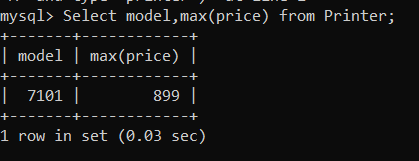 mysql> Select model,max(price) from Printer;
+-------+------------+
| model | max(price) |
+-------+------------+
| 7101 | 899 |
+-------+------------+
1 row in set (0.03 sec)